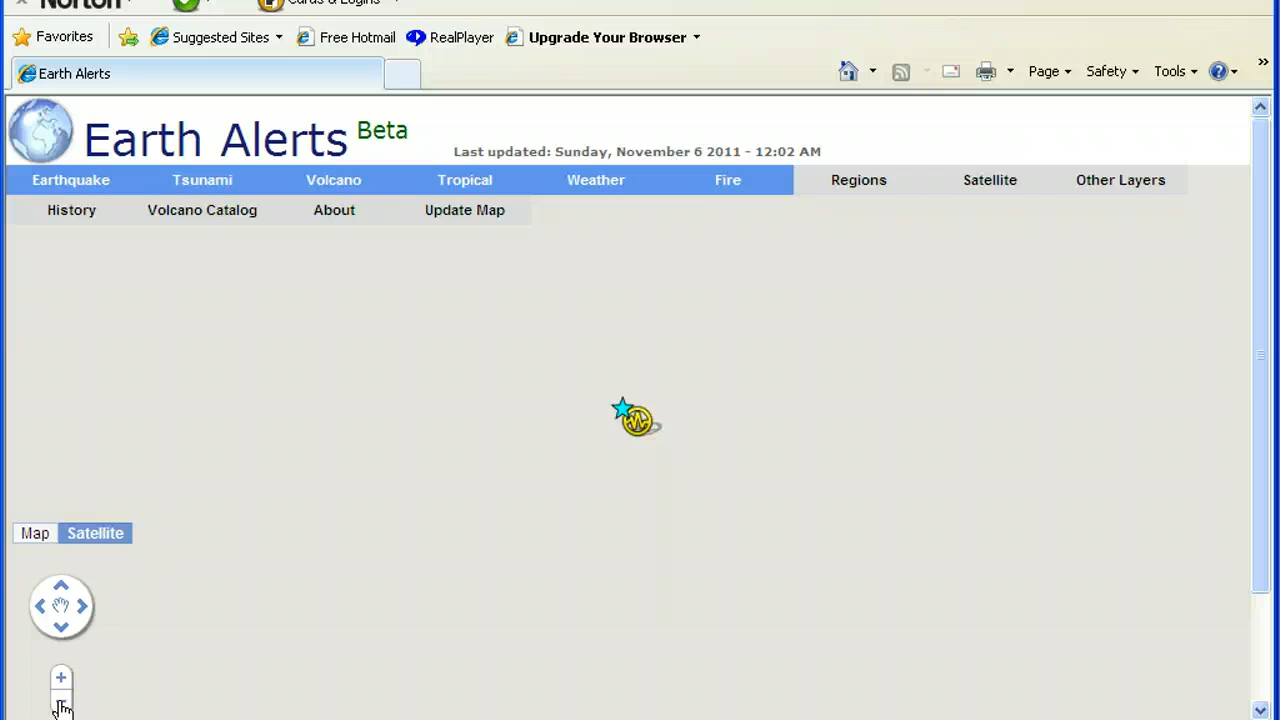 Norton
Cards & Logins
Favorites Suggested Sites Free Hotmail RealPlayer Upgrade Your Browser
Earth Alerts
Page Safety Tools
Earth Alerts Beta
Last updated: Sunday, November 6 2011 - 12:02 AM
Earthquake Tsunami Volcano Tropical Weather Fire Regions Satellite Other Layers
History Volcano Catalog About Update Map
Map Satellite